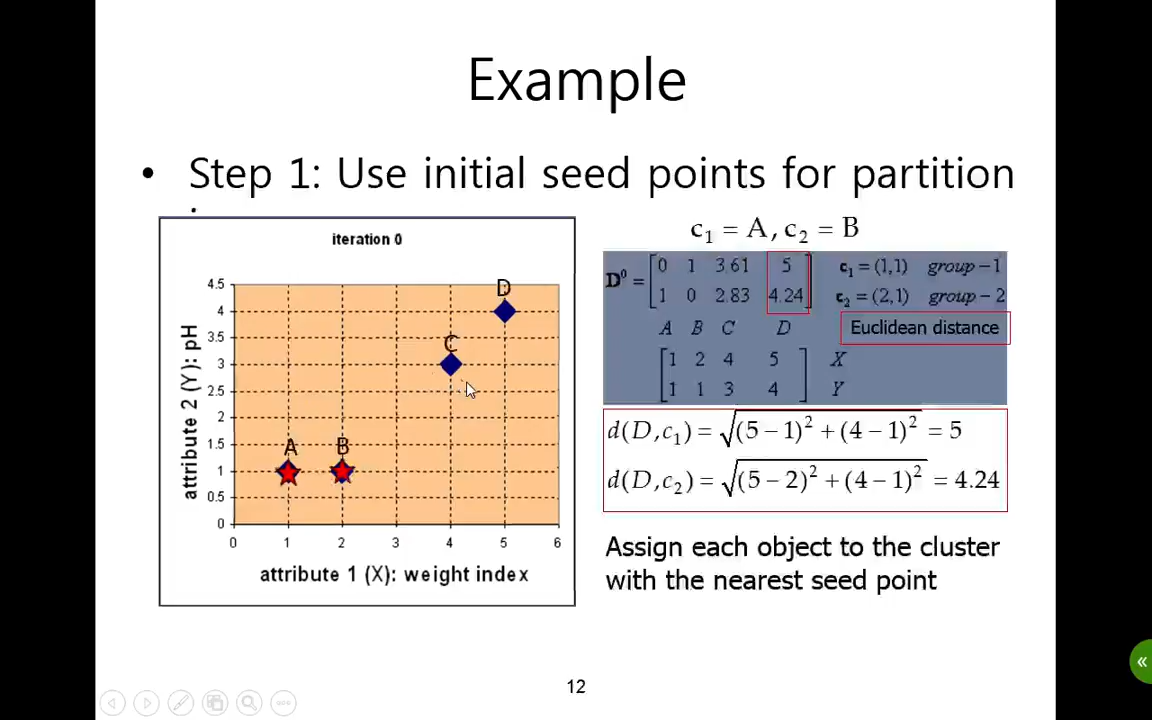 Example
• Step 1: Use initial seed points for partition
iteration 0
4.5
4
3.5
3
2.5
2
1.5
1
0.5
0
0 1 2 3 4 5 6
A
B
C
D
attribute 2 (Y): pH
attribute 1 (X): weight index
c₁ = A, c₂ = B
D⁰ = [0 1 3.61 5 c₁ = (1,1) group − 1
1 0 2.83 4.24] c₂ = (2,1) group − 2
A B C D Euclidean distance
[1 2 4 5 X
1 1 3 4] Y
d(D, c₁) = √(5 − 1)² + (4 − 1)² = 5
d(D, c₂) = √(5 − 2)² + (4 − 1)² = 4.24
Assign each object to the cluster
with the nearest seed point
12
«